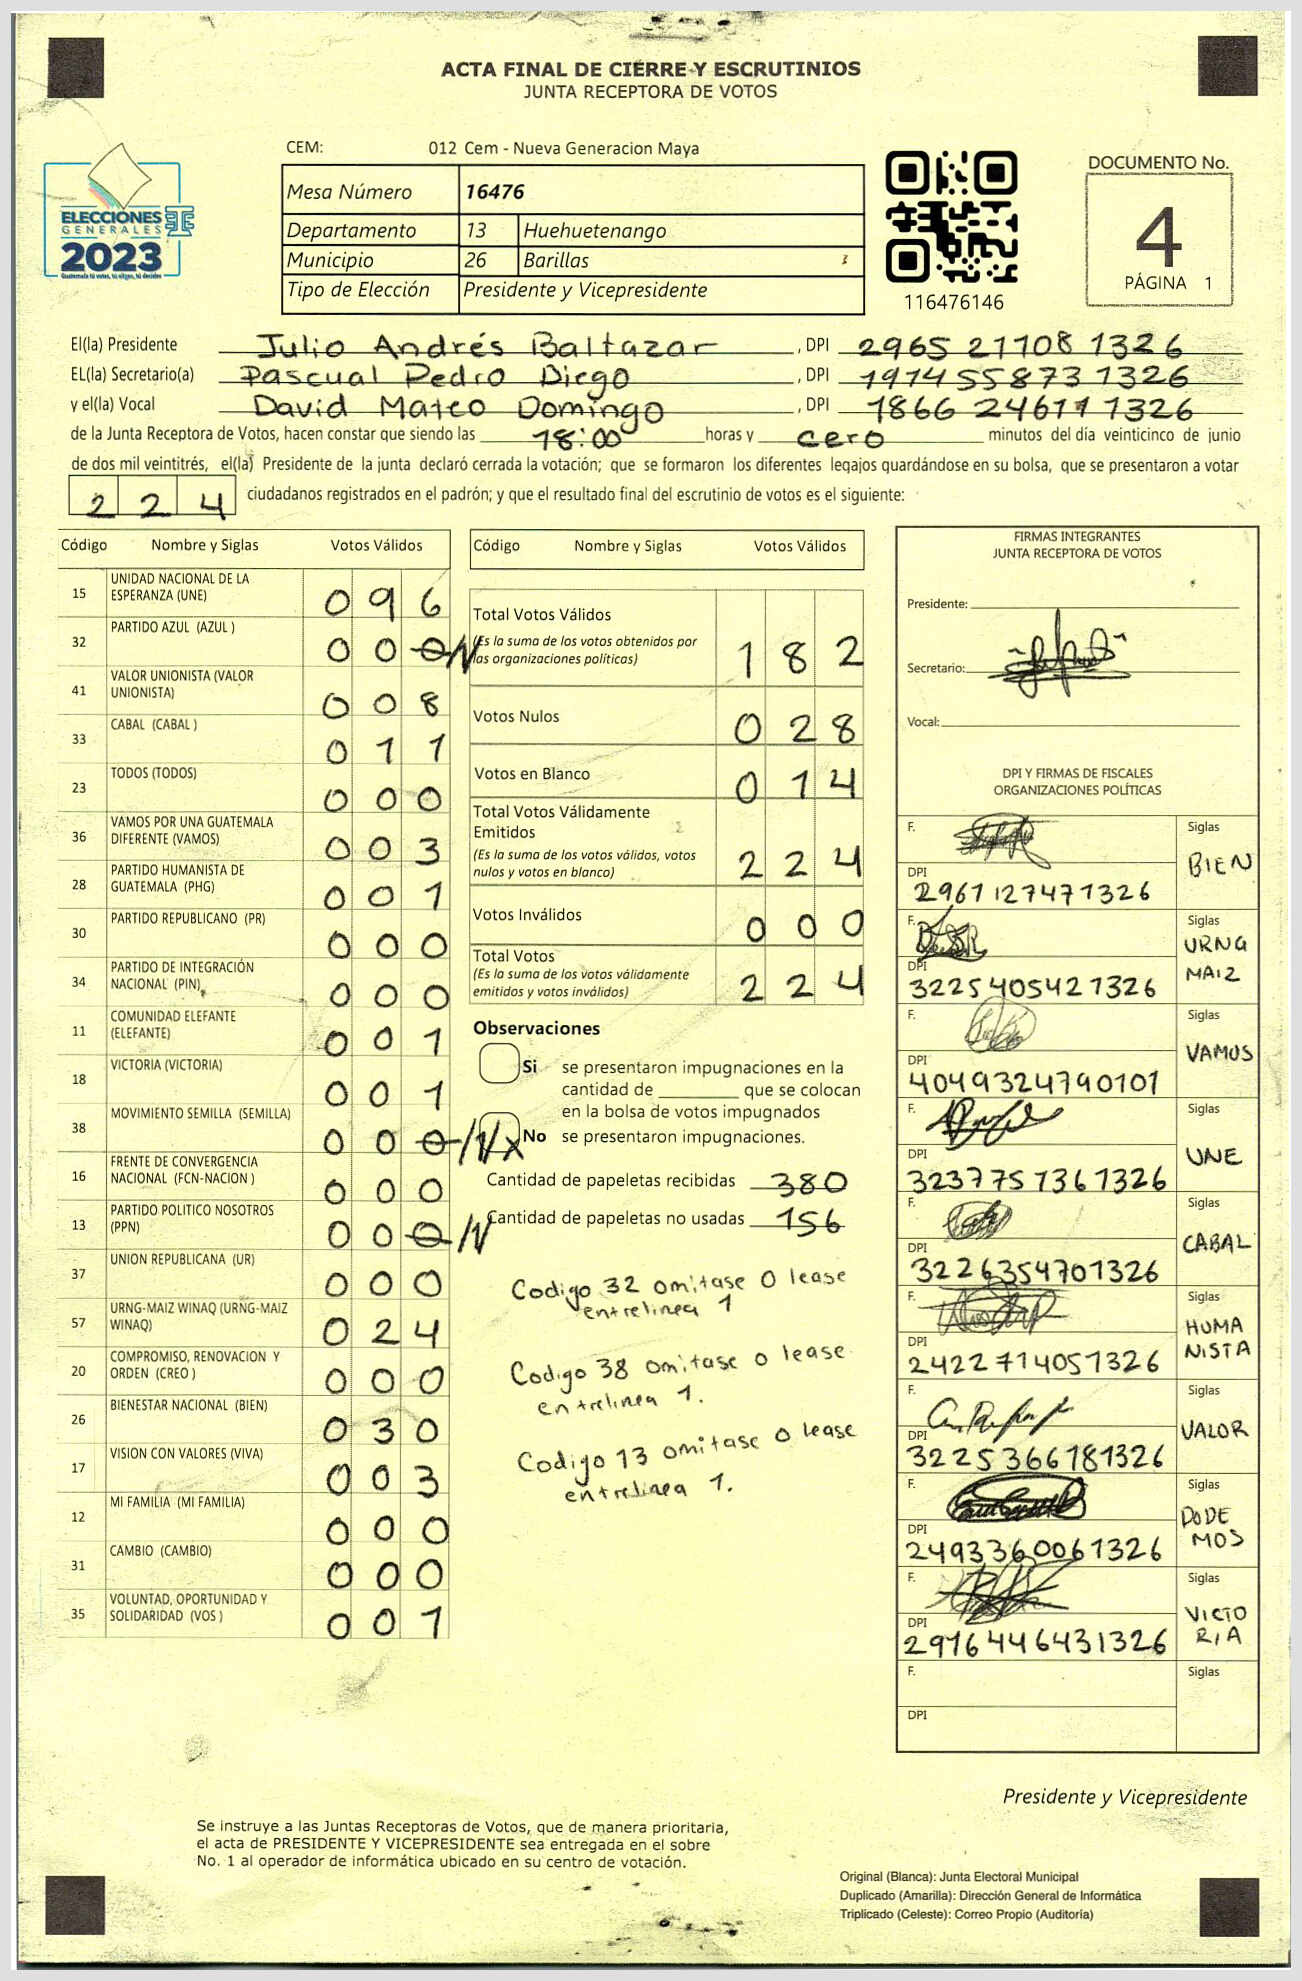 ACTA FINAL DE CIERRE Y ESCRUTINIOS
JUNTA RECEPTORA DE VOTOS
ELECCIONES
GENERALES
2023
Guatemala tú votas, tú eliges, tú decides
CEM: 012 Cem - Nueva Generacion Maya
Mesa Número 16476
Departamento 13 Huehuetenango
Municipio 26 Barillas
Tipo de Elección Presidente y Vicepresidente
116476146
DOCUMENTO No.
4
PÁGINA 1
El(la) Presidente Julio Andrés Baltazar , DPI 2965 21108 1326
EL(la) Secretario(a) Pascual Pedro Diego , DPI 1914 55873 1326
y el(la) Vocal David Mateo Domingo , DPI 1866 24611 1326
de la Junta Receptora de Votos, hacen constar que siendo las 18:00 horas y cero minutos del día veinticinco de junio
de dos mil veintitrés, el(la) Presidente de la junta declaró cerrada la votación; que se formaron los diferentes legajos guardándose en su bolsa, que se presentaron a votar
2 2 4 ciudadanos registrados en el padrón; y que el resultado final del escrutinio de votos es el siguiente:
Código Nombre y Siglas Votos Válidos
15 UNIDAD NACIONAL DE LA ESPERANZA (UNE) 0 9 6
32 PARTIDO AZUL (AZUL ) 0 0 0 /1/
41 VALOR UNIONISTA (VALOR UNIONISTA) 0 0 8
33 CABAL (CABAL ) 0 1 1
23 TODOS (TODOS) 0 0 0
36 VAMOS POR UNA GUATEMALA DIFERENTE (VAMOS) 0 0 3
28 PARTIDO HUMANISTA DE GUATEMALA (PHG) 0 0 1
30 PARTIDO REPUBLICANO (PR) 0 0 0
34 PARTIDO DE INTEGRACIÓN NACIONAL (PIN) 0 0 0
11 COMUNIDAD ELEFANTE (ELEFANTE) 0 0 1
18 VICTORIA (VICTORIA) 0 0 1
38 MOVIMIENTO SEMILLA (SEMILLA) 0 0 0 /1/
16 FRENTE DE CONVERGENCIA NACIONAL (FCN-NACION ) 0 0 0
13 PARTIDO POLITICO NOSOTROS (PPN) 0 0 0 /1/
37 UNION REPUBLICANA (UR) 0 0 0
57 URNG-MAIZ WINAQ (URNG-MAIZ WINAQ) 0 2 4
20 COMPROMISO, RENOVACION Y ORDEN (CREO ) 0 0 0
26 BIENESTAR NACIONAL (BIEN) 0 3 0
17 VISION CON VALORES (VIVA) 0 0 3
12 MI FAMILIA (MI FAMILIA) 0 0 0
31 CAMBIO (CAMBIO) 0 0 0
35 VOLUNTAD, OPORTUNIDAD Y SOLIDARIDAD (VOS ) 0 0 1
Código Nombre y Siglas Votos Válidos
Total Votos Válidos 1 8 2
(Es la suma de los votos obtenidos por
las organizaciones políticas)
Votos Nulos 0 2 8
Votos en Blanco 0 1 4
Total Votos Válidamente
Emitidos
(Es la suma de los votos válidos, votos
nulos y votos en blanco) 2 2 4
Votos Inválidos 0 0 0
Total Votos
(Es la suma de los votos válidamente
emitidos y votos inválidos) 2 2 4
Observaciones
Si se presentaron impugnaciones en la
cantidad de que se colocan
en la bolsa de votos impugnados
X No se presentaron impugnaciones.
Cantidad de papeletas recibidas 380
Cantidad de papeletas no usadas 156
Codigo 32 omitase 0 lease
entrelinea 1
Codigo 38 omitase 0 lease
entrelinea 1.
Codigo 13 omitase 0 lease
entrelinea 1.
FIRMAS INTEGRANTES
JUNTA RECEPTORA DE VOTOS
Presidente:
Secretario:
Vocal:
DPI Y FIRMAS DE FISCALES
ORGANIZACIONES POLÍTICAS
F. Siglas BIEN
DPI 2961127471326
F. Siglas URNG MAIZ
DPI 3225405421326
F. Siglas VAMOS
DPI 4049324790101
F. Siglas UNE
DPI 3237751361326
F. Siglas CABAL
DPI 3226354701326
F. Siglas HUMANISTA
DPI 2422714051326
F. Siglas VALOR
DPI 3225366181326
F. Siglas PODEMOS
DPI 2493360061326
F. Siglas VICTORIA
DPI 2976446431326
F. Siglas
DPI
Presidente y Vicepresidente
Se instruye a las Juntas Receptoras de Votos, que de manera prioritaria,
el acta de PRESIDENTE Y VICEPRESIDENTE sea entregada en el sobre
No. 1 al operador de informática ubicado en su centro de votación.
Original (Blanca): Junta Electoral Municipal
Duplicado (Amarilla): Dirección General de Informática
Triplicado (Celeste): Correo Propio (Auditoría)